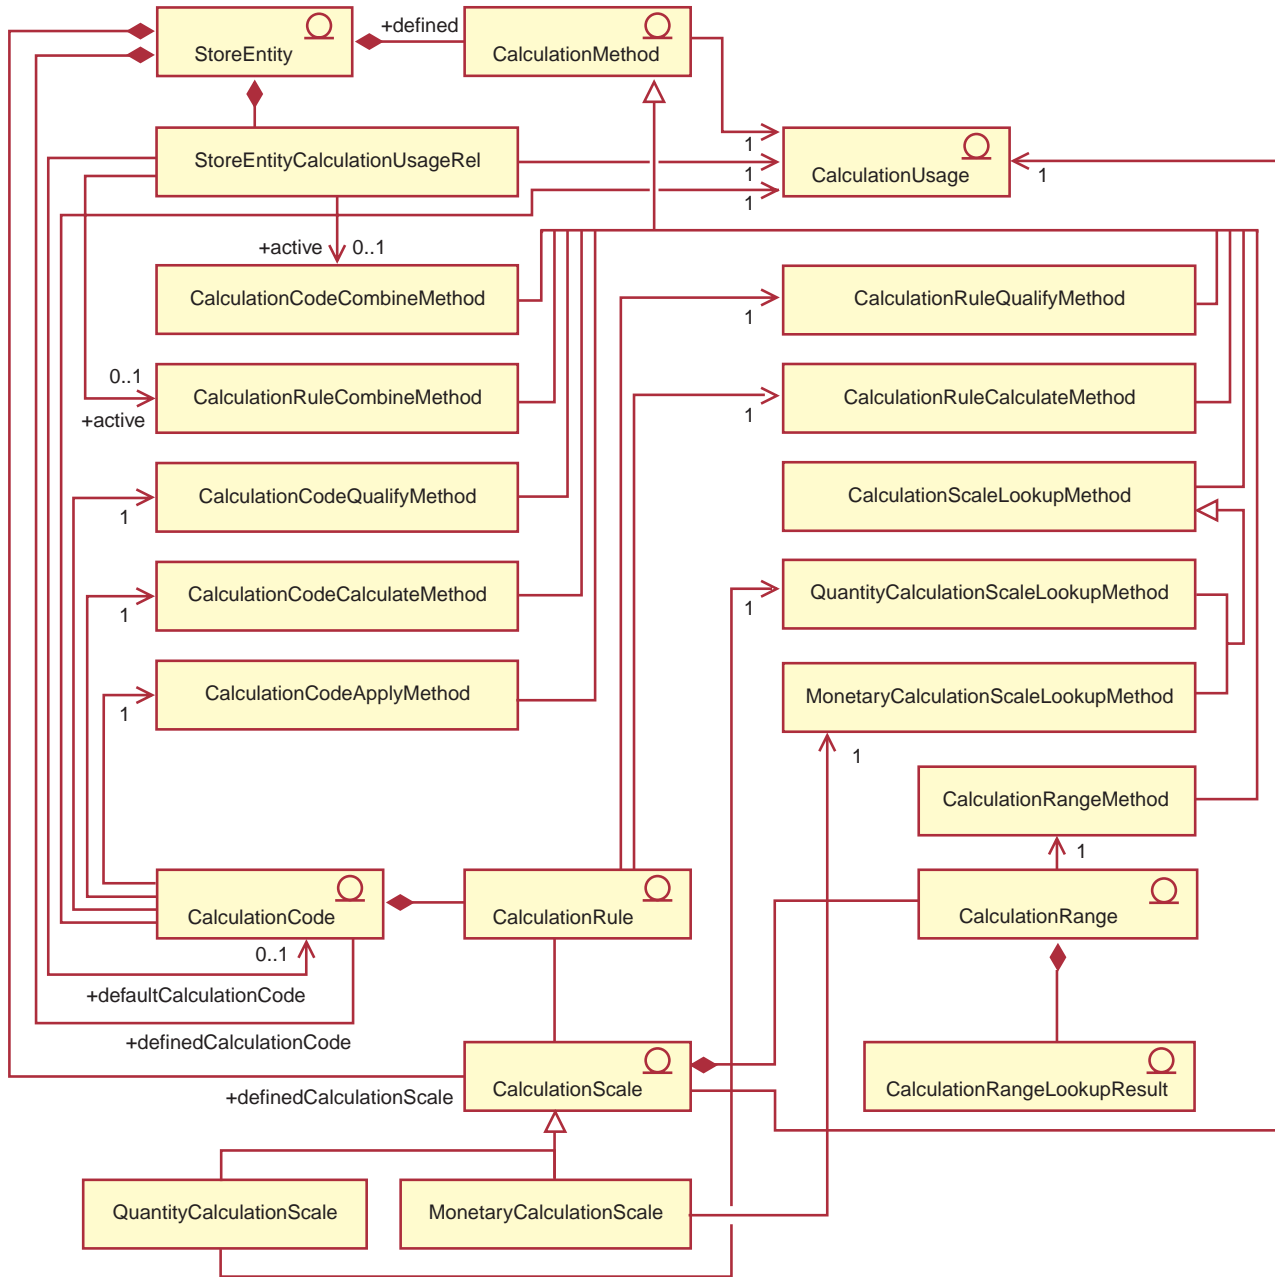 +defined
StoreEntity
CalculationMethod
1
StoreEntityCalculationUsageRel
1
CalculationUsage
1
1
+active
0..1
CalculationCodeCombineMethod
CalculationRuleQualifyMethod
1
0..1
CalculationRuleCombineMethod
CalculationRuleCalculateMethod
+active
1
CalculationCodeQualifyMethod
CalculationScaleLookupMethod
1
CalculationCodeCalculateMethod
QuantityCalculationScaleLookupMethod
1
1
CalculationCodeApplyMethod
MonetaryCalculationScaleLookupMethod
1
1
CalculationRangeMethod
1
CalculationCode
CalculationRule
CalculationRange
0..1
+defaultCalculationCode
+definedCalculationCode
CalculationScale
CalculationRangeLookupResult
+definedCalculationScale
QuantityCalculationScale
MonetaryCalculationScale